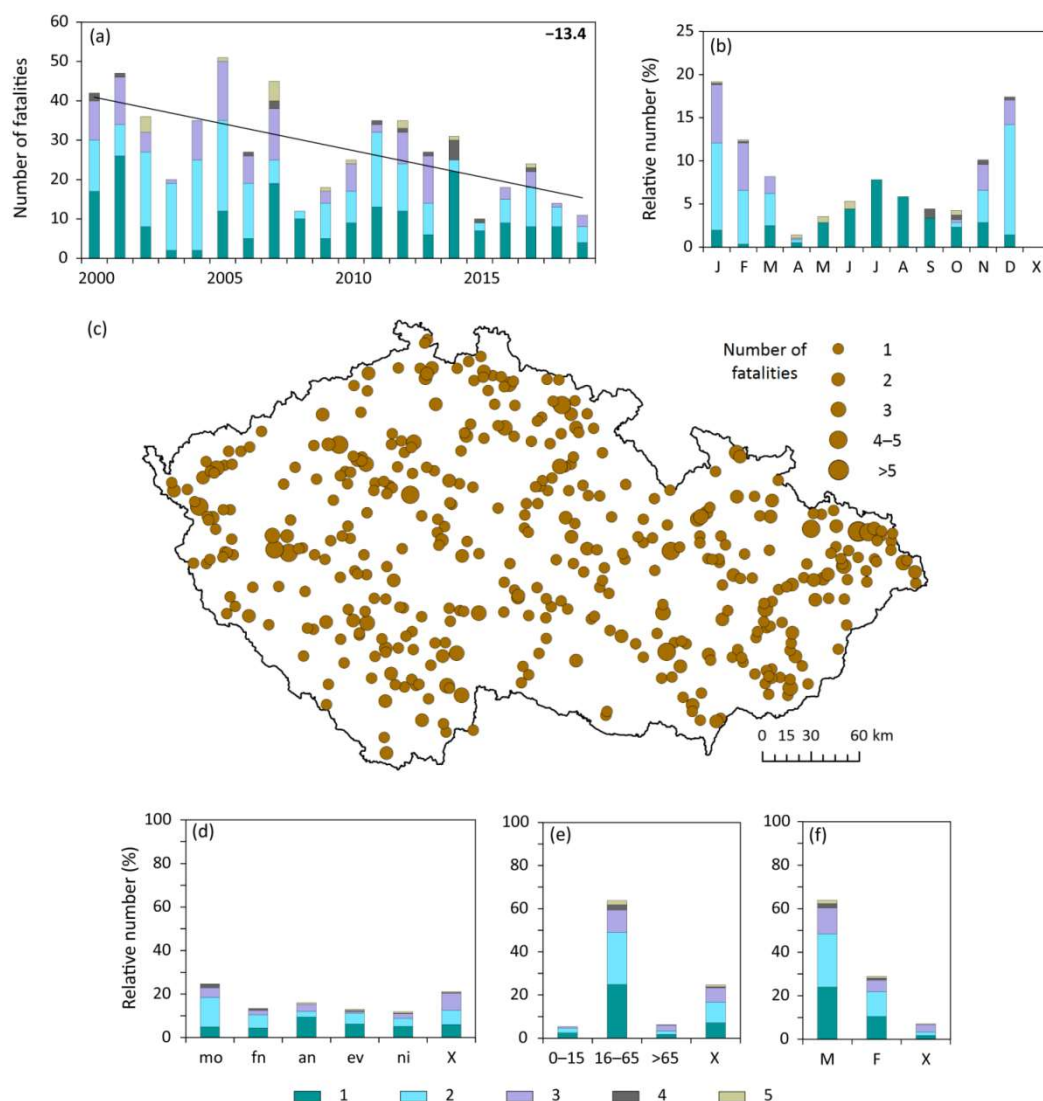 (a)
−13.4
Number of fatalities
60
50
40
30
20
10
0
2000
2005
2010
2015
(b)
Relative number (%)
25
20
15
10
5
0
J F M A M J J A S O N D X
(c)
Number of
fatalities
1
2
3
4–5
>5
0 15 30 60 km
(d)
Relative number (%)
100
80
60
40
20
0
mo fn an ev ni X
(e)
100
80
60
40
20
0
0–15 16–65 >65 X
(f)
100
80
60
40
20
0
M F X
1 2 3 4 5